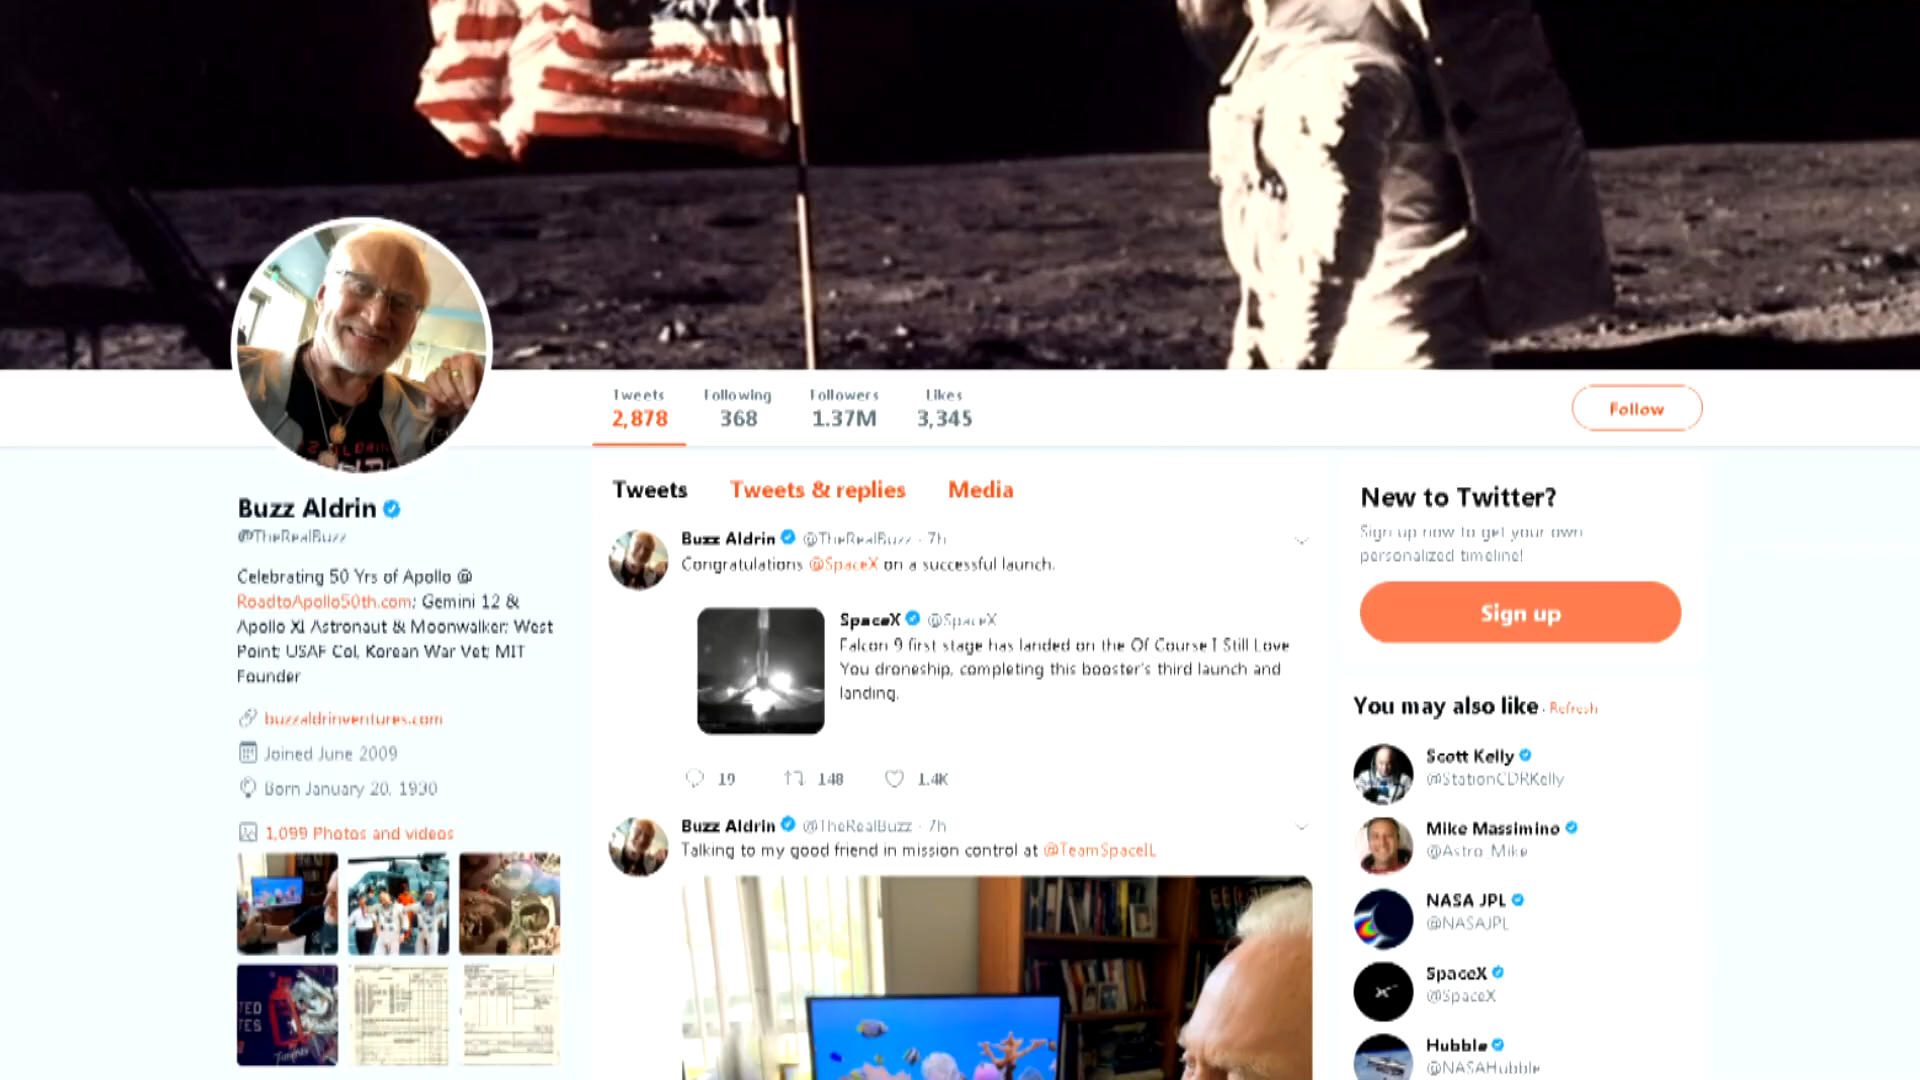 Tweets
2,878
Following
368
Followers
1.37M
Likes
3,345
Follow
Buzz Aldrin
@TheRealBuzz
Celebrating 50 Yrs of Apollo @
RoadtoApollo50th.com; Gemini 12 &
Apollo XI Astronaut & Moonwalker; West
Point; USAF Col, Korean War Vet; MIT
Founder
buzzaldrinventures.com
Joined June 2009
Born January 20, 1930
1,099 Photos and videos
Tweets Tweets & replies Media
Buzz Aldrin @TheRealBuzz · 7h
Congratulations @SpaceX on a successful launch.
SpaceX @SpaceX
Falcon 9 first stage has landed on the Of Course I Still Love
You droneship, completing this booster's third launch and
landing.
19 148 1.4K
Buzz Aldrin @TheRealBuzz · 7h
Talking to my good friend in mission control at @TeamSpaceIL
New to Twitter?
Sign up now to get your own
personalized timeline!
Sign up
You may also like · Refresh
Scott Kelly
@StationCDRKelly
Mike Massimino
@Astro_Mike
NASA JPL
@NASAJPL
SpaceX
@SpaceX
Hubble
@NASAHubble